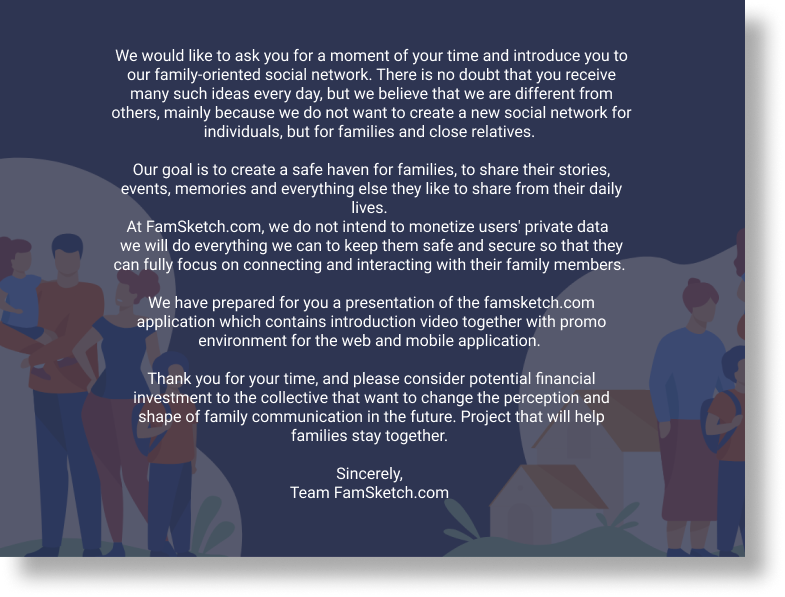 We would like to ask you for a moment of your time and introduce you to
our family-oriented social network. There is no doubt that you receive
many such ideas every day, but we believe that we are different from
others, mainly because we do not want to create a new social network for
individuals, but for families and close relatives.
Our goal is to create a safe haven for families, to share their stories,
events, memories and everything else they like to share from their daily
lives.
At FamSketch.com, we do not intend to monetize users' private data
we will do everything we can to keep them safe and secure so that they
can fully focus on connecting and interacting with their family members.
We have prepared for you a presentation of the famsketch.com
application which contains introduction video together with promo
environment for the web and mobile application.
Thank you for your time, and please consider potential financial
investment to the collective that want to change the perception and
shape of family communication in the future. Project that will help
families stay together.
Sincerely,
Team FamSketch.com